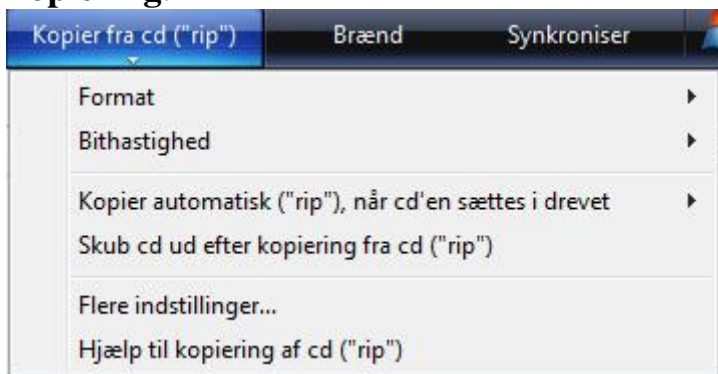 Kopier fra cd ("rip") Brænd Synkroniser
Format
Bithastighed
Kopier automatisk ("rip"), når cd'en sættes i drevet
Skub cd ud efter kopiering fra cd ("rip")
Flere indstillinger...
Hjælp til kopiering af cd ("rip")